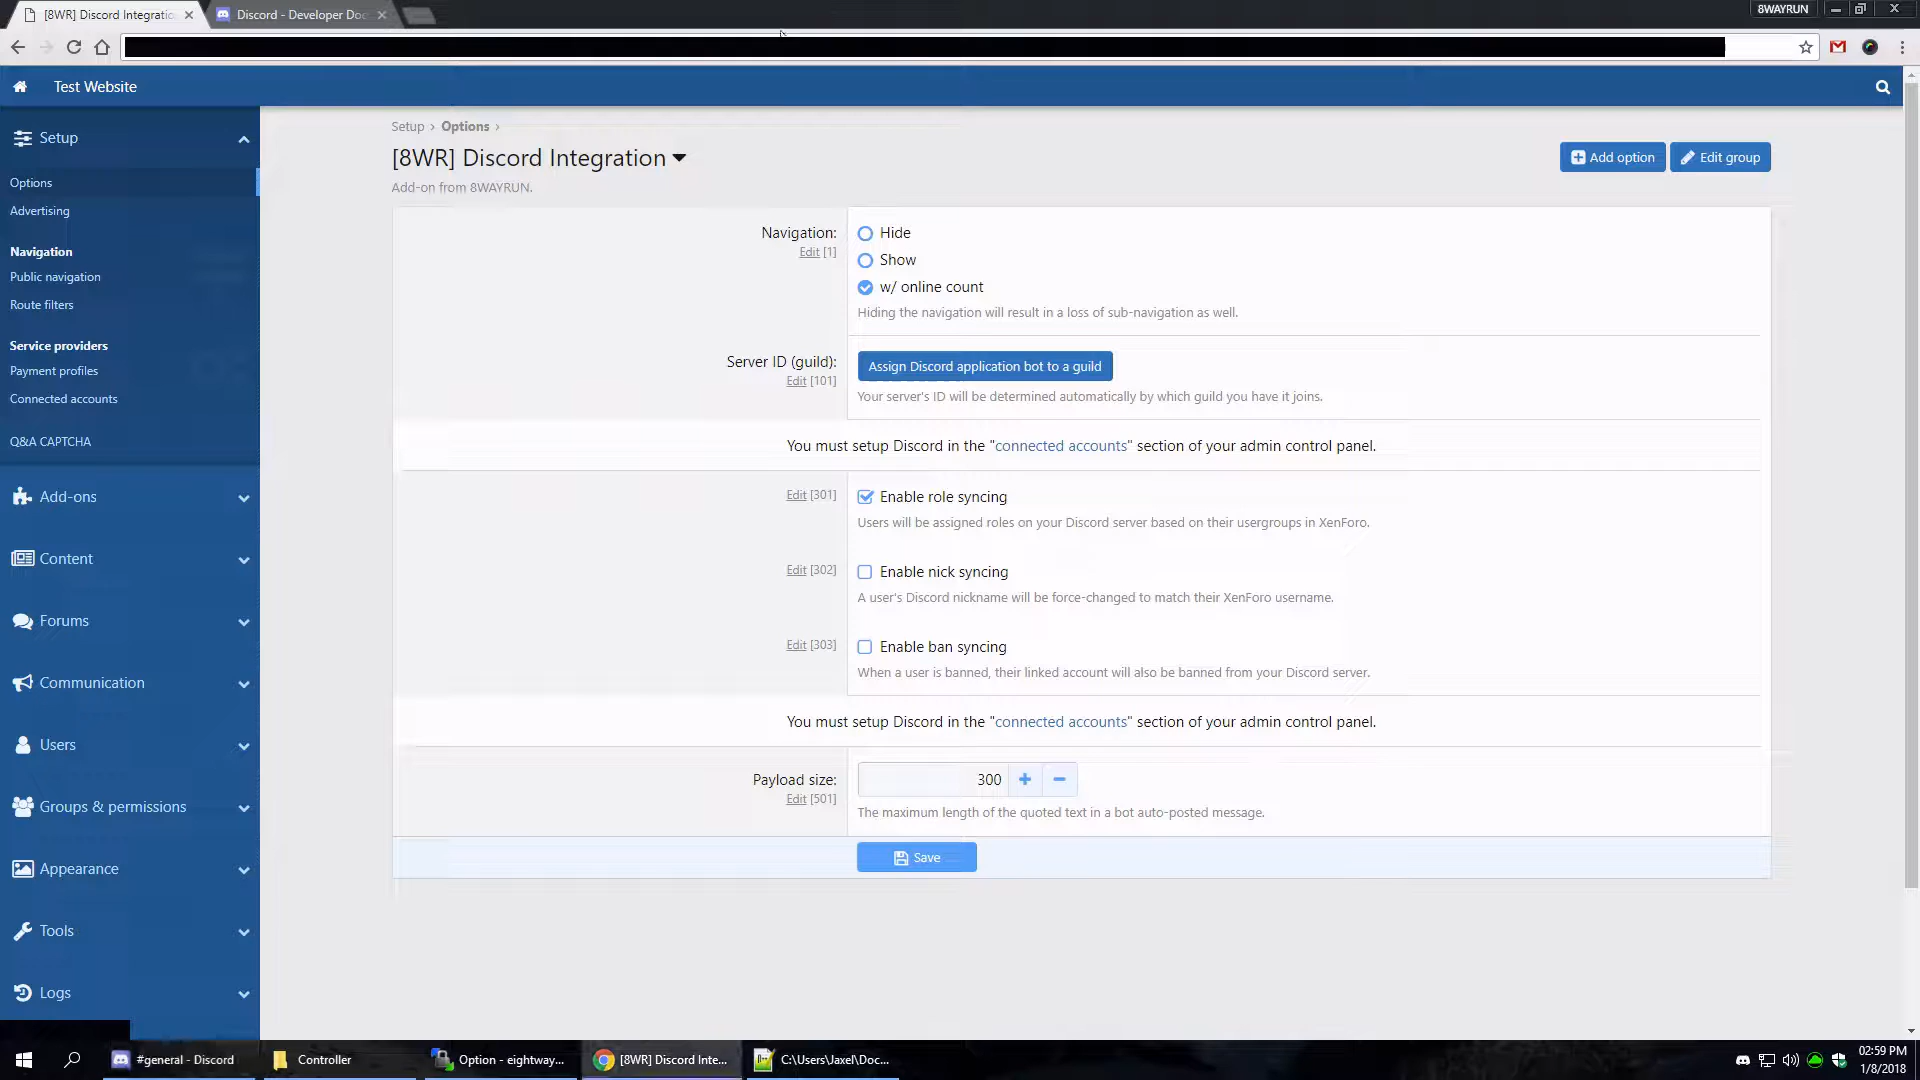 [8WR] Discord Integratio
Discord - Developer Doc
8WAYRUN
Test Website
Setup
Options
Advertising
Navigation
Public navigation
Route filters
Service providers
Payment profiles
Connected accounts
Q&A CAPTCHA
Add-ons
Content
Forums
Communication
Users
Groups & permissions
Appearance
Tools
Logs
Setup › Options ›
[8WR] Discord Integration
Add-on from 8WAYRUN.
Add option
Edit group
Navigation:
Edit [1]
Hide
Show
w/ online count
Hiding the navigation will result in a loss of sub-navigation as well.
Server ID (guild):
Edit [101]
Assign Discord application bot to a guild
Your server's ID will be determined automatically by which guild you have it joins.
You must setup Discord in the "connected accounts" section of your admin control panel.
Edit [301]
Enable role syncing
Users will be assigned roles on your Discord server based on their usergroups in XenForo.
Edit [302]
Enable nick syncing
A user's Discord nickname will be force-changed to match their XenForo username.
Edit [303]
Enable ban syncing
When a user is banned, their linked account will also be banned from your Discord server.
You must setup Discord in the "connected accounts" section of your admin control panel.
Payload size:
Edit [501]
300
The maximum length of the quoted text in a bot auto-posted message.
Save
#general - Discord
Controller
Option - eightway...
[8WR] Discord Inte...
C:\Users\Jaxel\Doc...
02:59 PM
1/8/2018